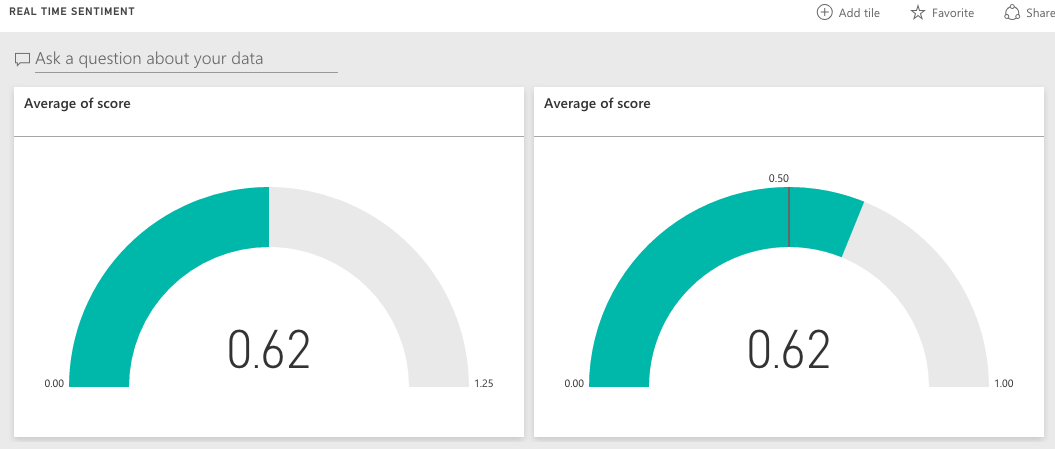 REAL TIME SENTIMENT
Add tile
Favorite
Share
Ask a question about your data
Average of score
0.62
0.00
1.25
Average of score
0.50
0.62
0.00
1.00